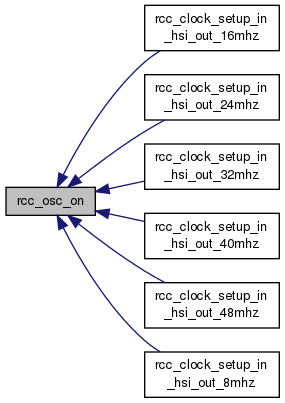 rcc_clock_setup_in
_hsi_out_16mhz
rcc_clock_setup_in
_hsi_out_24mhz
rcc_clock_setup_in
_hsi_out_32mhz
rcc_osc_on
rcc_clock_setup_in
_hsi_out_40mhz
rcc_clock_setup_in
_hsi_out_48mhz
rcc_clock_setup_in
_hsi_out_8mhz